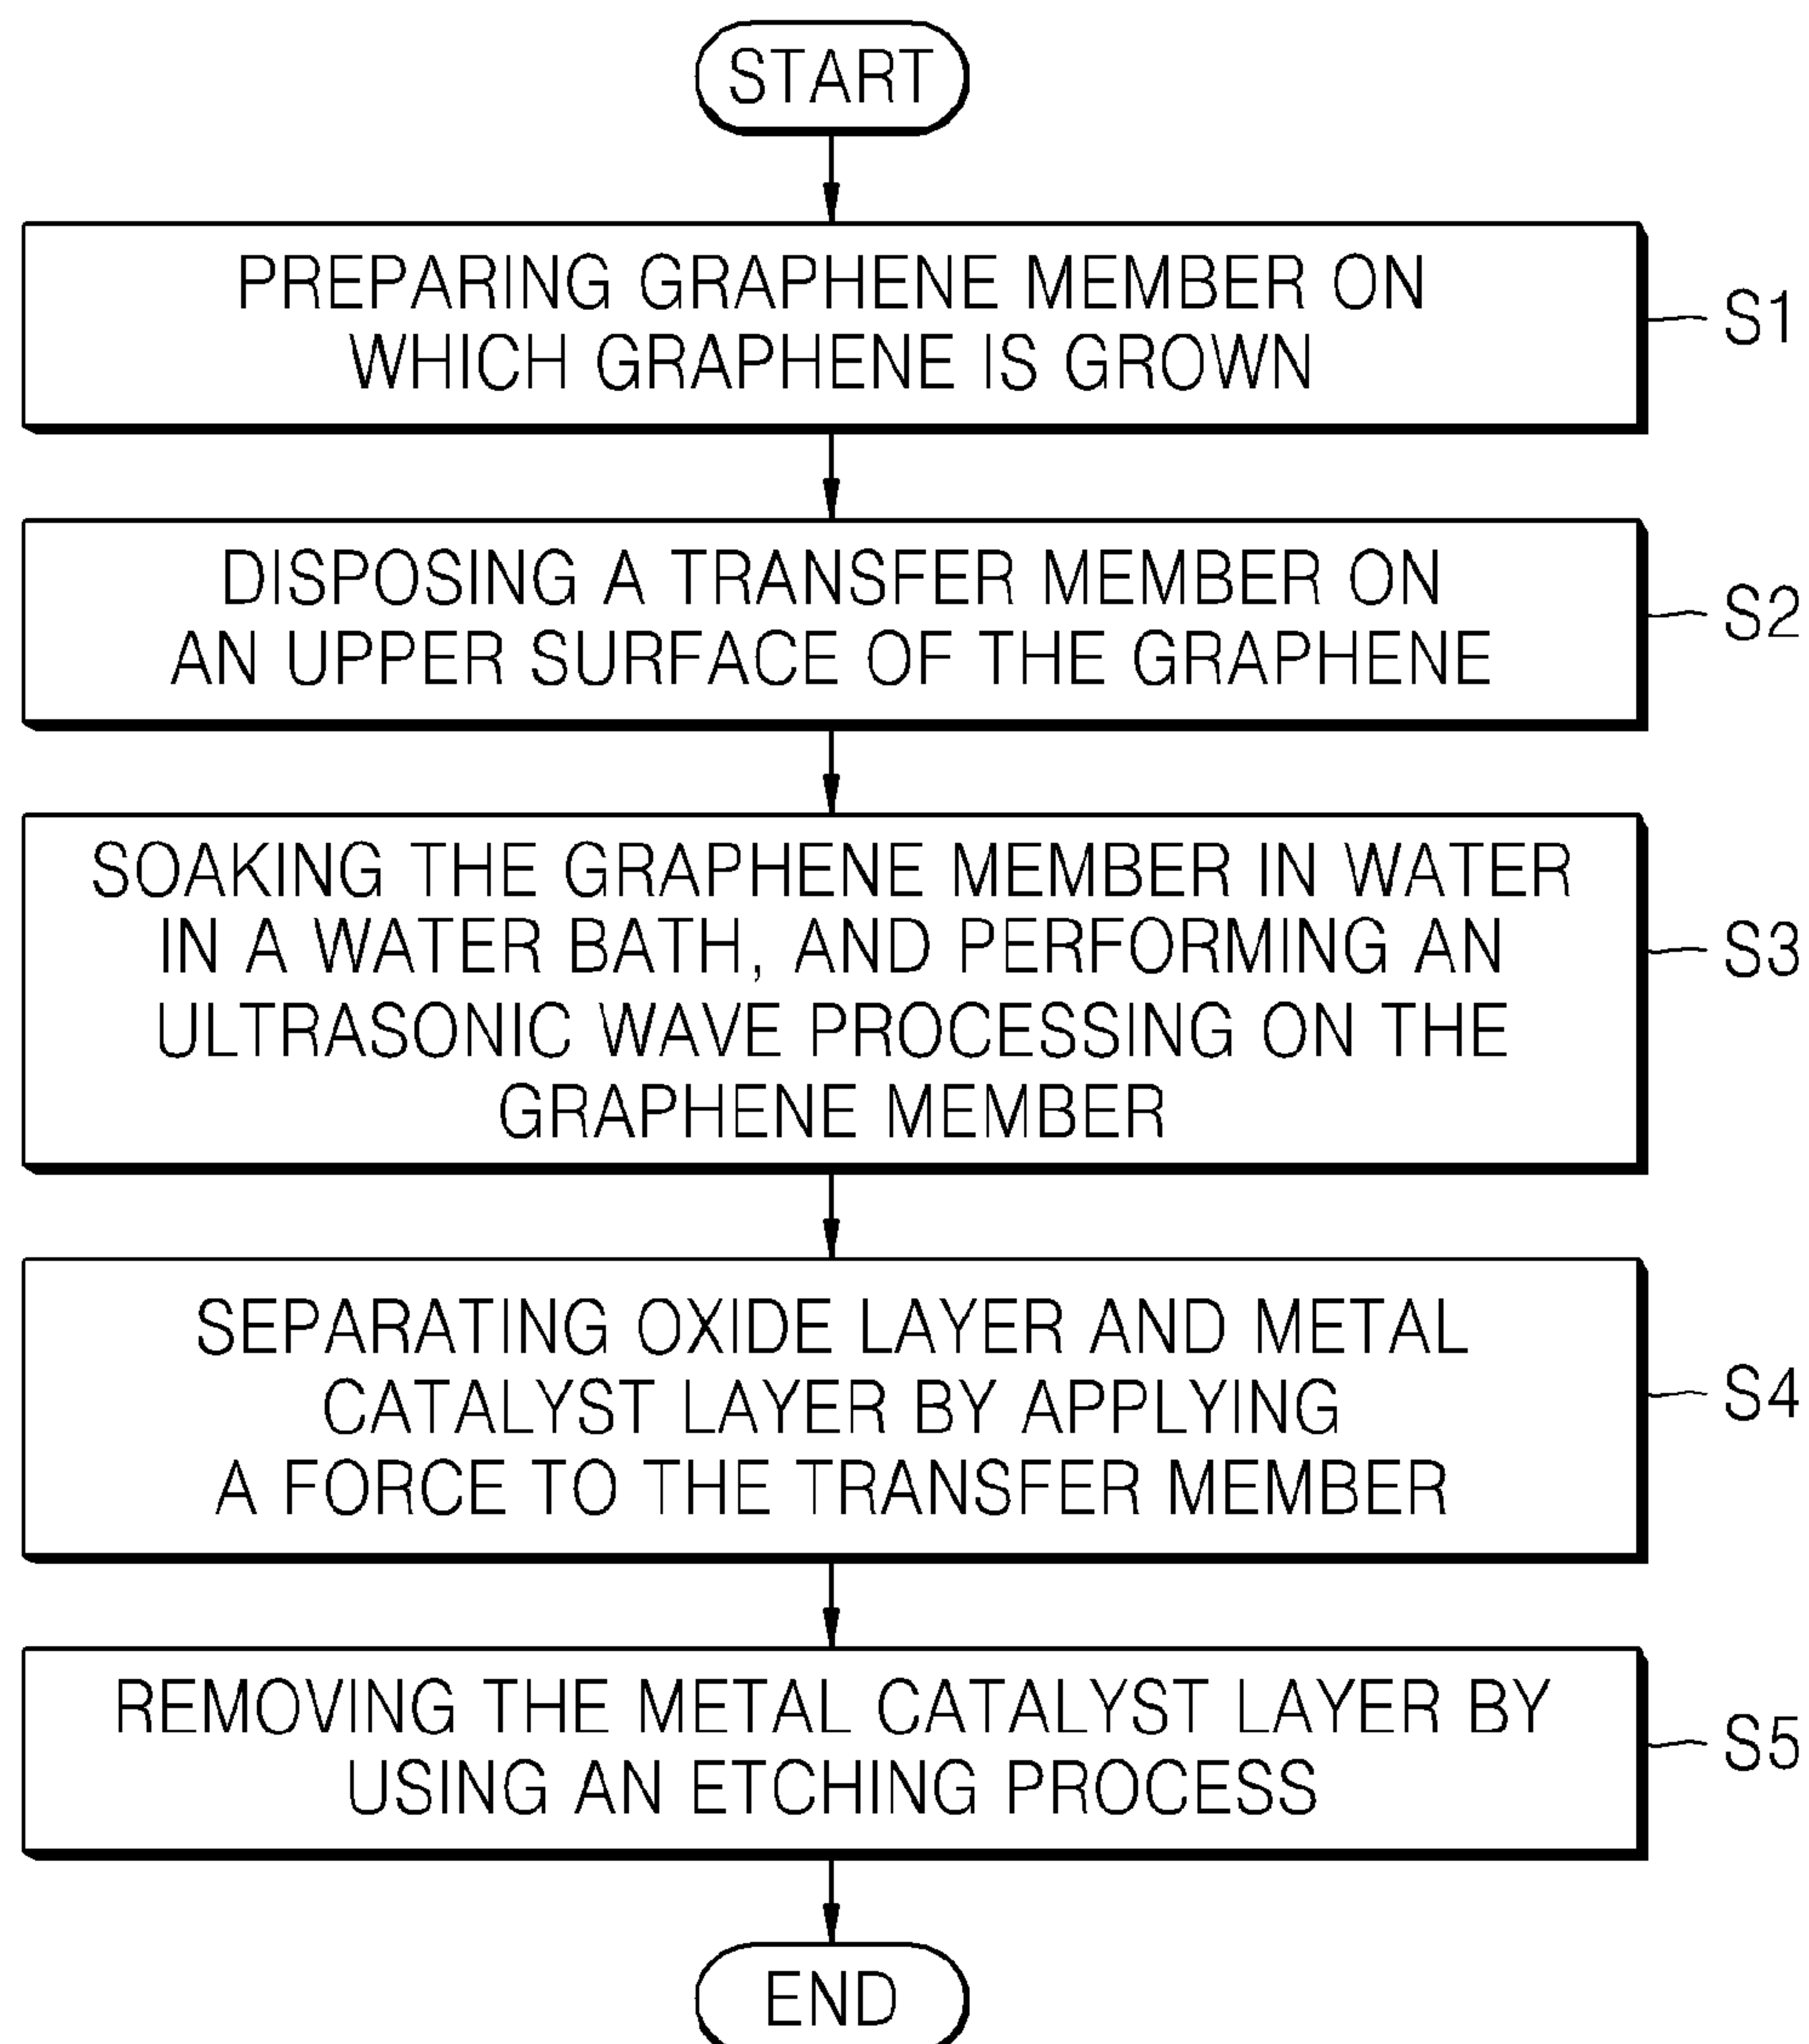 START
PREPARING GRAPHENE MEMBER ON
WHICH GRAPHENE IS GROWN
S1
DISPOSING A TRANSFER MEMBER ON
AN UPPER SURFACE OF THE GRAPHENE
S2
SOAKING THE GRAPHENE MEMBER IN WATER
IN A WATER BATH, AND PERFORMING AN
ULTRASONIC WAVE PROCESSING ON THE
GRAPHENE MEMBER
S3
SEPARATING OXIDE LAYER AND METAL
CATALYST LAYER BY APPLYING
A FORCE TO THE TRANSFER MEMBER
S4
REMOVING THE METAL CATALYST LAYER BY
USING AN ETCHING PROCESS
S5
END